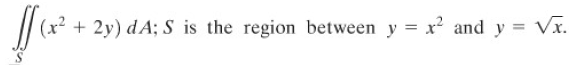 ∬_S (x² + 2y) dA; S is the region between y = x² and y = √x.